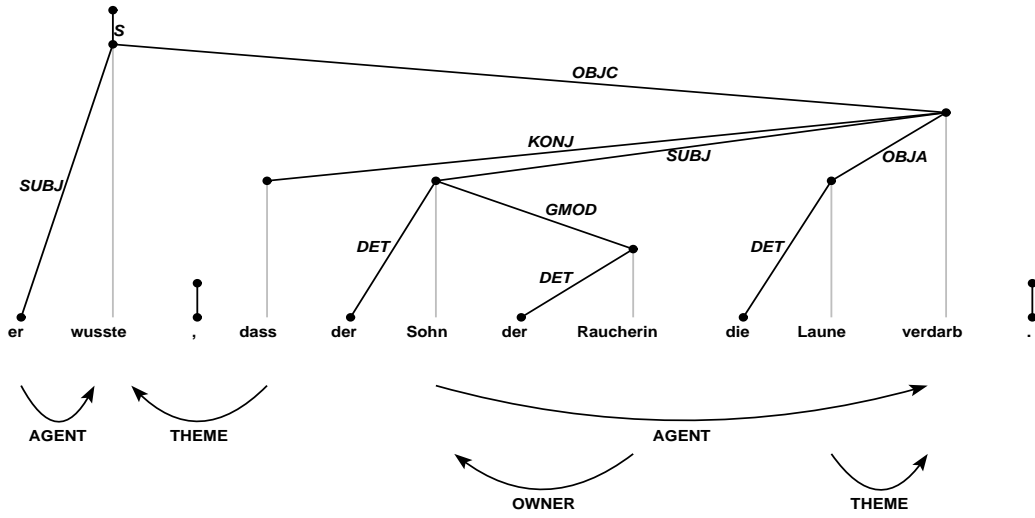 S
OBJC
KONJ
SUBJ OBJA
SUBJ
GMOD
DET DET
DET
er wusste , dass der Sohn der Raucherin die Laune verdarb .
AGENT THEME AGENT
OWNER THEME